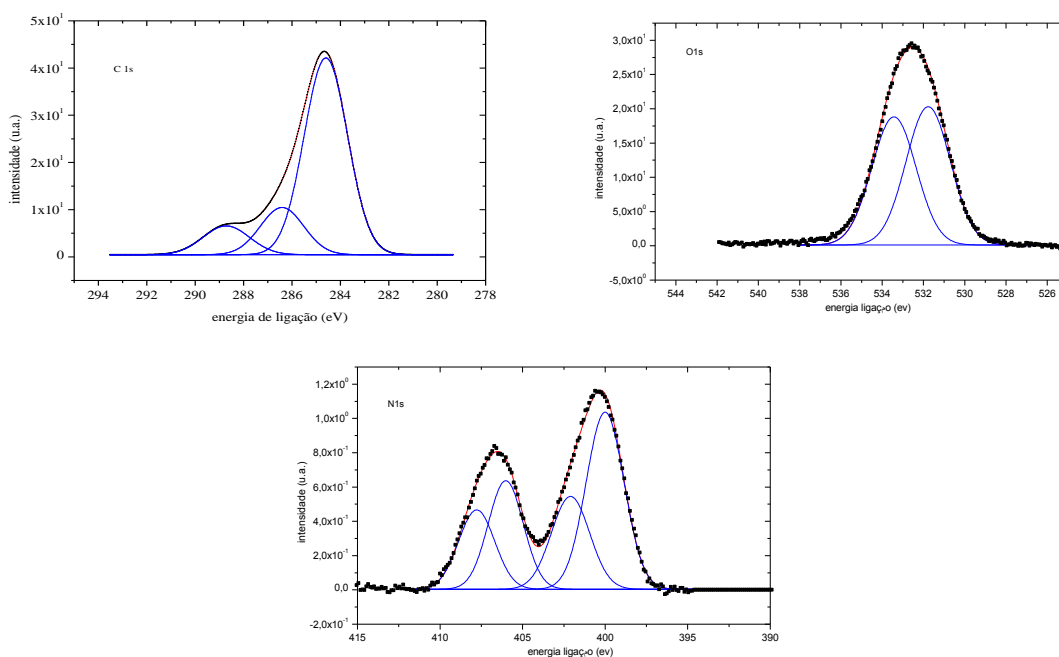 5x10¹
4x10¹
3x10¹
2x10¹
1x10¹
0
C 1s
intensidade (u.a.)
294 292 290 288 286 284 282 280 278
energia de ligação (eV)
3,5x10¹
3,0x10¹
2,5x10¹
2,0x10¹
1,5x10¹
1,0x10¹
5,0x10⁰
0,0
-5,0x10⁰
O1s
intensidade (u.a.)
544 542 540 538 536 534 532 530 528 526
energia ligaç,o (ev)
1,2x10⁰
1,0x10⁰
8,0x10⁻¹
6,0x10⁻¹
4,0x10⁻¹
2,0x10⁻¹
0,0
-2,0x10⁻¹
N1s
intensidade (u.a.)
415 410 405 400 395 390
energia ligaç,o (ev)